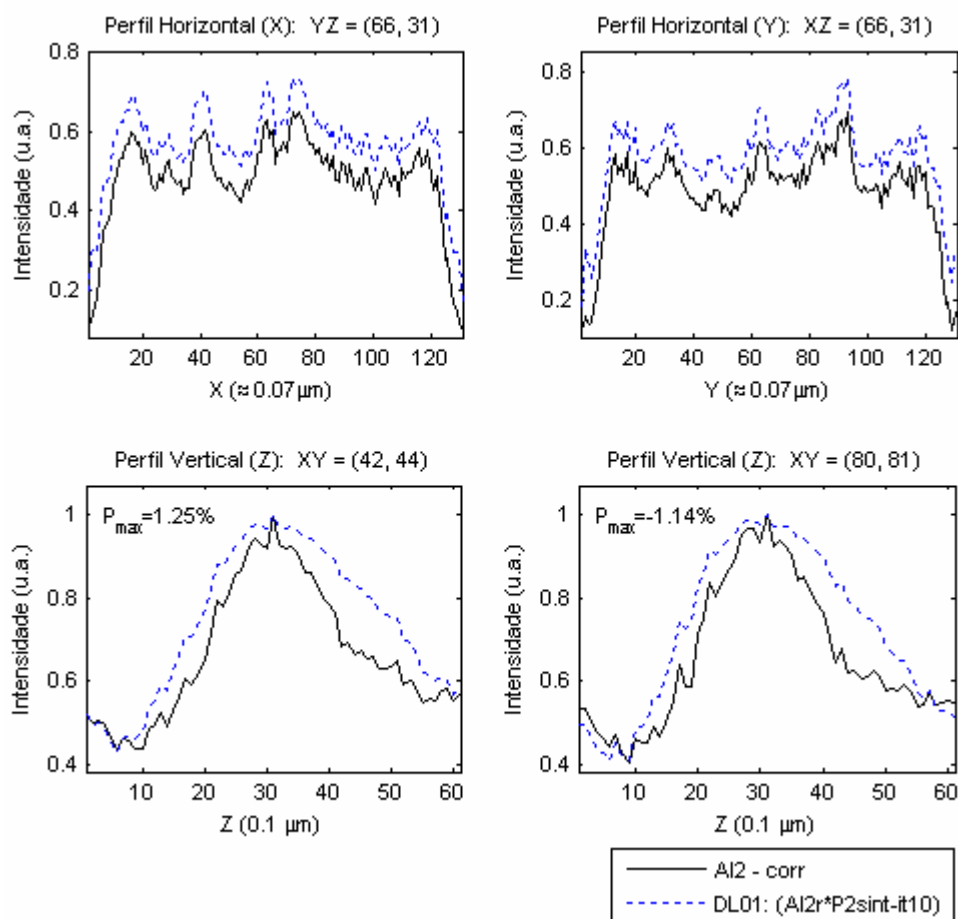 Perfil Horizontal (X): YZ = (66, 31)
0.8
0.6
0.4
0.2
Intensidade (u.a.)
20 40 60 80 100 120
X (≈0.07µm)
Perfil Horizontal (Y): XZ = (66, 31)
0.8
0.6
0.4
0.2
Intensidade (u.a.)
20 40 60 80 100 120
Y (≈0.07µm)
Perfil Vertical (Z): XY = (42, 44)
Pmax=1.25%
1
0.8
0.6
0.4
Intensidade (u.a.)
10 20 30 40 50 60
Z (0.1 µm)
Perfil Vertical (Z): XY = (80, 81)
Pmax=-1.14%
1
0.8
0.6
0.4
Intensidade (u.a.)
10 20 30 40 50 60
Z (0.1 µm)
AI2 - corr
DL01: (AI2r*P2sint-it10)